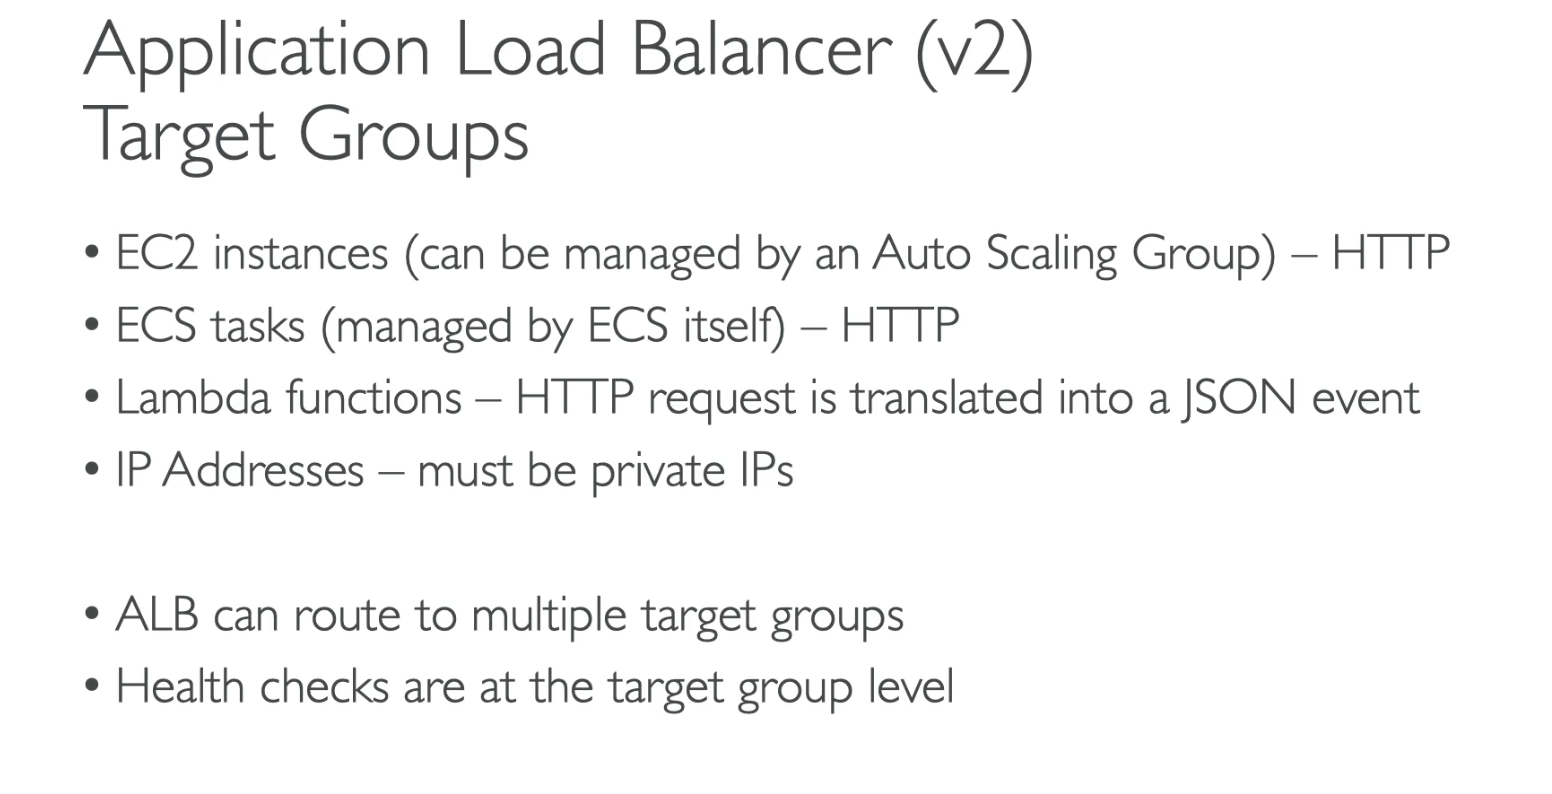 Application Load Balancer (v2)
Target Groups
• EC2 instances (can be managed by an Auto Scaling Group) – HTTP
• ECS tasks (managed by ECS itself) – HTTP
• Lambda functions – HTTP request is translated into a JSON event
• IP Addresses – must be private IPs
• ALB can route to multiple target groups
• Health checks are at the target group level